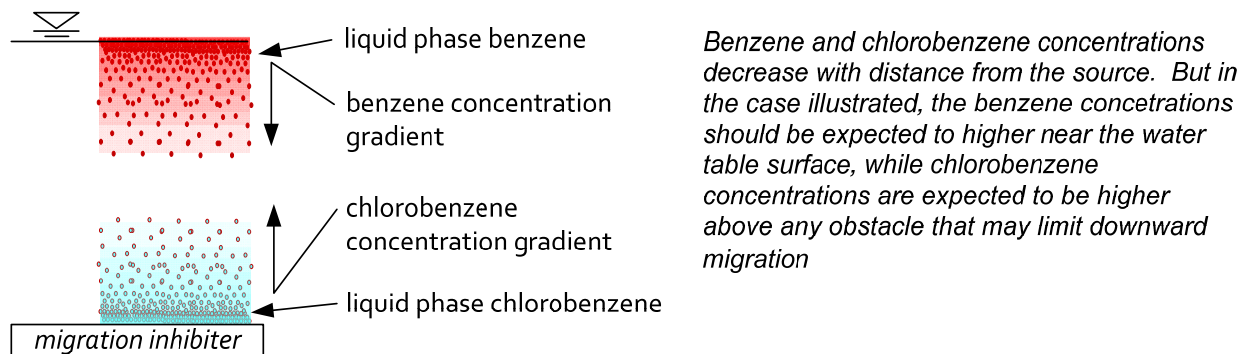 liquid phase benzene
benzene concentration
gradient
chlorobenzene
concentration gradient
liquid phase chlorobenzene
migration inhibiter
Benzene and chlorobenzene concentrations
decrease with distance from the source.  But in
the case illustrated, the benzene concetrations
should be expected to higher near the water
table surface, while chlorobenzene
concentrations are expected to be higher
above any obstacle that may limit downward
migration